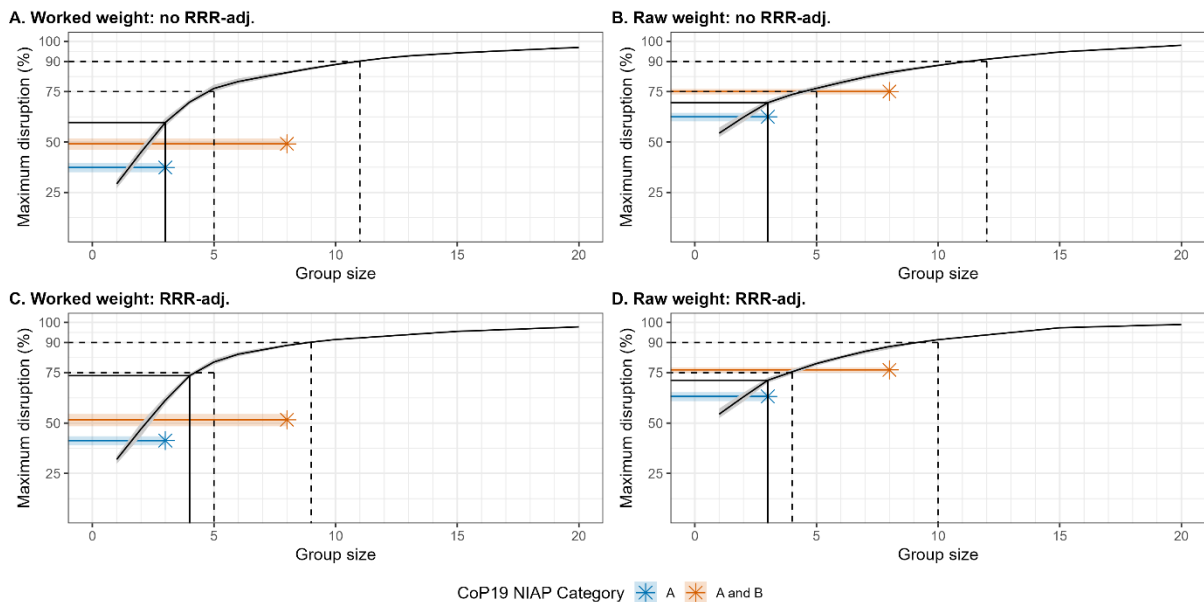 A. Worked weight: no RRR-adj.
Maximum disruption (%)
100
90
75
50
25
0 5 10 15 20
Group size
B. Raw weight: no RRR-adj.
Maximum disruption (%)
100
90
75
50
25
0 5 10 15 20
Group size
C. Worked weight: RRR-adj.
Maximum disruption (%)
100
90
75
50
25
0 5 10 15 20
Group size
D. Raw weight: RRR-adj.
Maximum disruption (%)
100
90
75
50
25
0 5 10 15 20
Group size
CoP19 NIAP Category A A and B